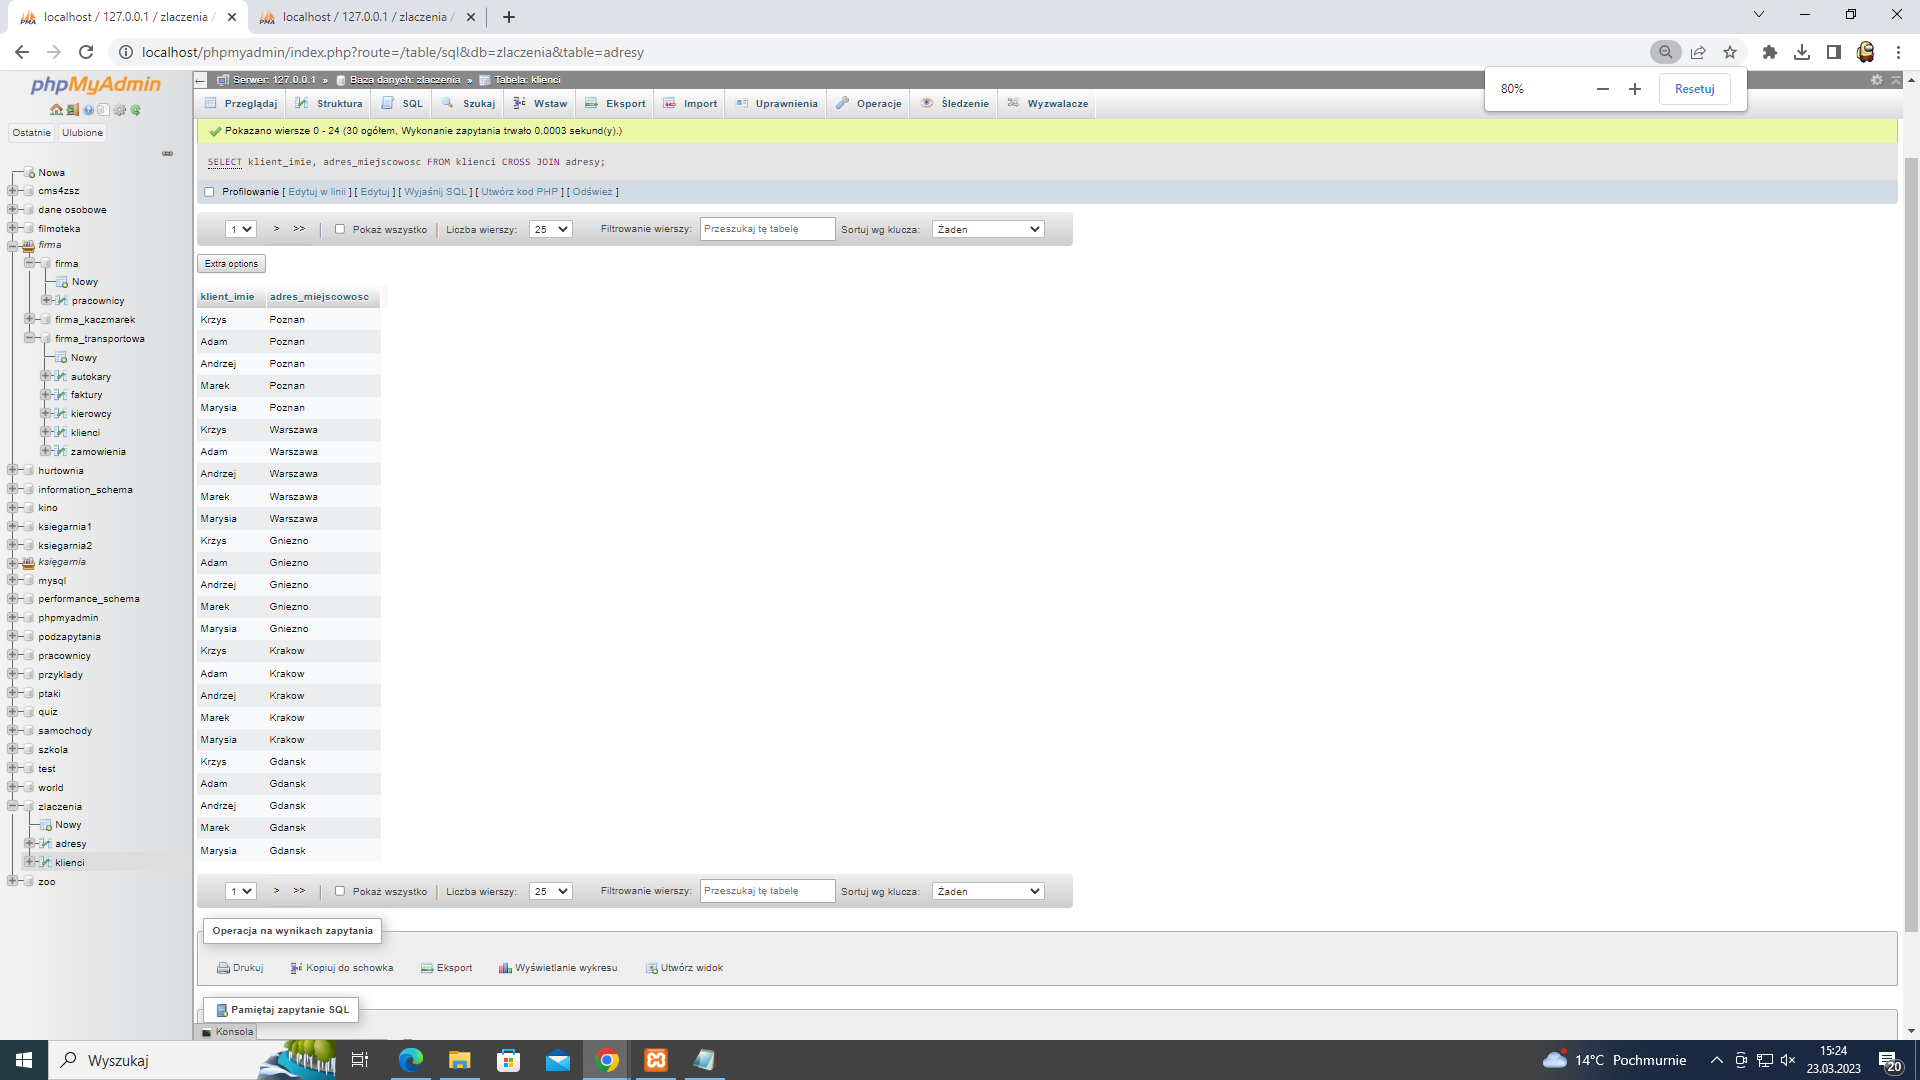 localhost / 127.0.0.1 / zlaczenia /
localhost / 127.0.0.1 / zlaczenia /
localhost/phpmyadmin/index.php?route=/table/sql&db=zlaczenia&table=adresy
80%
Resetuj
phpMyAdmin
Ostatnie
Ulubione
Nowa
cms4zsz
dane osobowe
filmoteka
firma
firma
Nowy
pracownicy
firma_kaczmarek
firma_transportowa
Nowy
autokary
faktury
kierowcy
klienci
zamowienia
hurtownia
information_schema
kino
ksiegarnia1
ksiegarnia2
księgarnia
mysql
performance_schema
phpmyadmin
podzapytania
pracownicy
przyklady
ptaki
quiz
samochody
szkola
test
world
zlaczenia
Nowy
adresy
klienci
zoo
Serwer: 127.0.0.1 » Baza danych: zlaczenia » Tabela: klienci
Przeglądaj Struktura SQL Szukaj Wstaw Eksport Import Uprawnienia Operacje Śledzenie Wyzwalacze
Pokazano wiersze 0 - 24 (30 ogółem, Wykonanie zapytania trwało 0,0003 sekund(y).)
SELECT klient_imie, adres_miejscowosc FROM klienci CROSS JOIN adresy;
Profilowanie [ Edytuj w linii ] [ Edytuj ] [ Wyjaśnij SQL ] [ Utwórz kod PHP ] [ Odśwież ]
1 > >> Pokaż wszystko Liczba wierszy: 25 Filtrowanie wierszy: Przeszukaj tę tabelę Sortuj wg klucza: Żaden
Extra options
klient_imie adres_miejscowosc
Krzys Poznan
Adam Poznan
Andrzej Poznan
Marek Poznan
Marysia Poznan
Krzys Warszawa
Adam Warszawa
Andrzej Warszawa
Marek Warszawa
Marysia Warszawa
Krzys Gniezno
Adam Gniezno
Andrzej Gniezno
Marek Gniezno
Marysia Gniezno
Krzys Krakow
Adam Krakow
Andrzej Krakow
Marek Krakow
Marysia Krakow
Krzys Gdansk
Adam Gdansk
Andrzej Gdansk
Marek Gdansk
Marysia Gdansk
1 > >> Pokaż wszystko Liczba wierszy: 25 Filtrowanie wierszy: Przeszukaj tę tabelę Sortuj wg klucza: Żaden
Operacja na wynikach zapytania
Drukuj Kopiuj do schowka Eksport Wyświetlanie wykresu Utwórz widok
Pamiętaj zapytanie SQL
Konsola
Wyszukaj
14°C Pochmurnie
15:24
23.03.2023
20